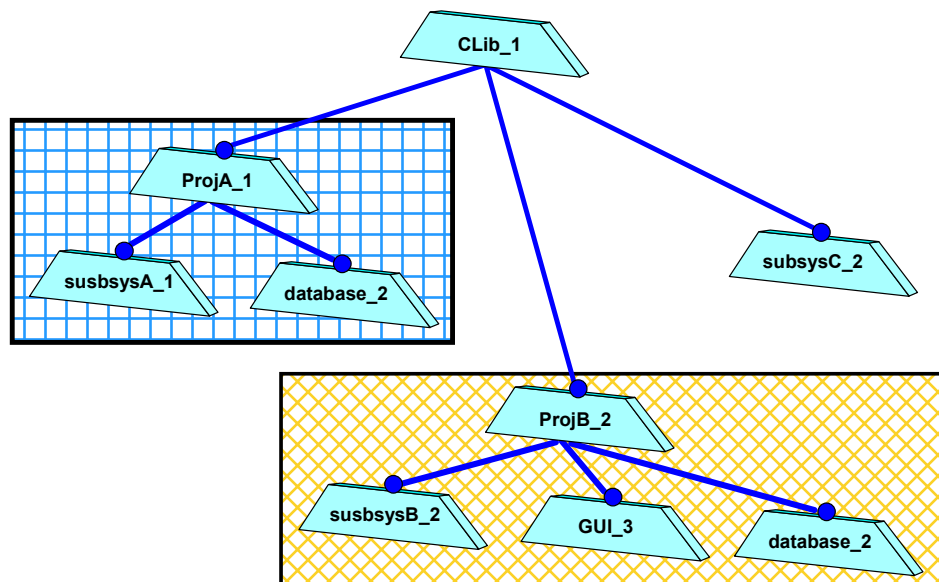 CLib_1
ProjA_1
susbsysA_1
database_2
subsysC_2
ProjB_2
susbsysB_2
GUI_3
database_2